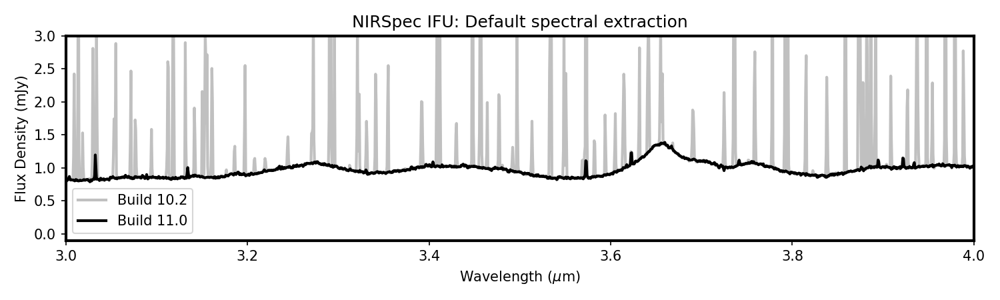 NIRSpec IFU: Default spectral extraction
3.0
2.5
2.0
1.5
1.0
0.5
0.0
Flux Density (mJy)
Build 10.2
Build 11.0
3.0 3.2 3.4 3.6 3.8 4.0
Wavelength (μm)